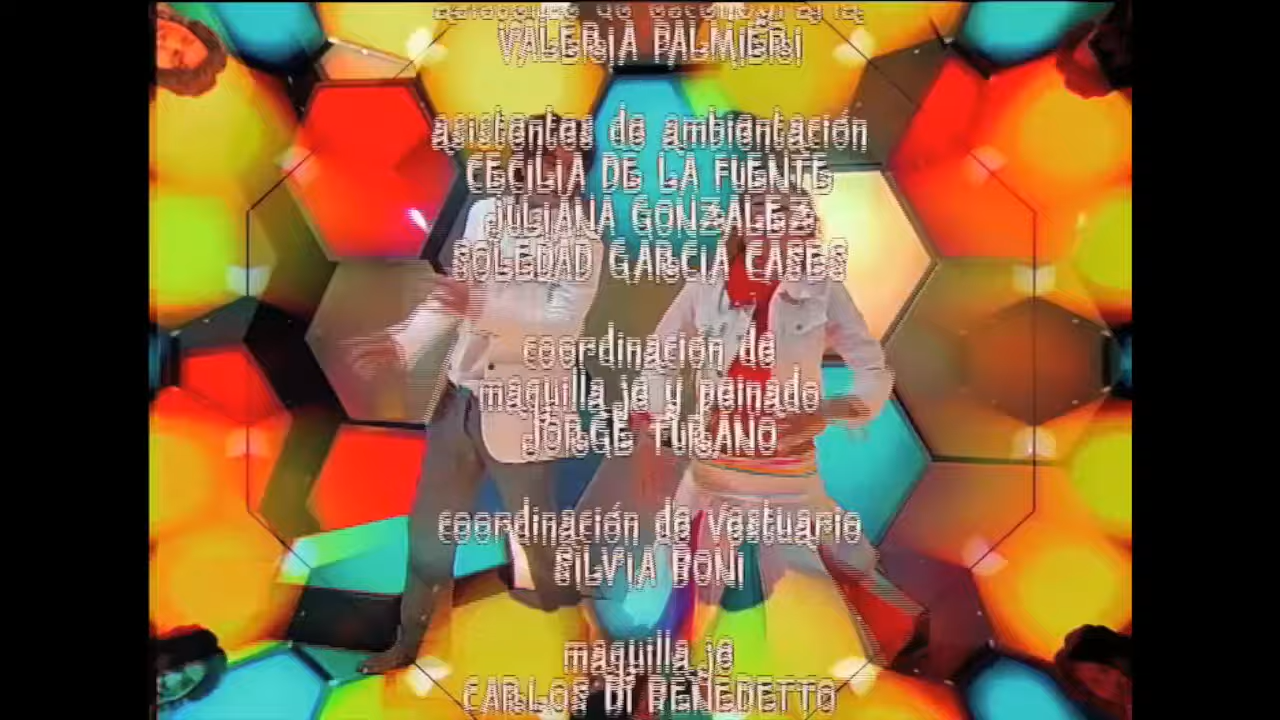 VALERIA PALMIERI
asistentes de ambientación
CECILIA DE LA FUENTE
JULIANA GONZALEZ
SOLEDAD GARCIA CASES
coordinación de
maquillaje y peinado
JORGE TURANO
coordinación de vestuario
SILVIA BONI
maquillaje
CARLOS DI BENEDETTO